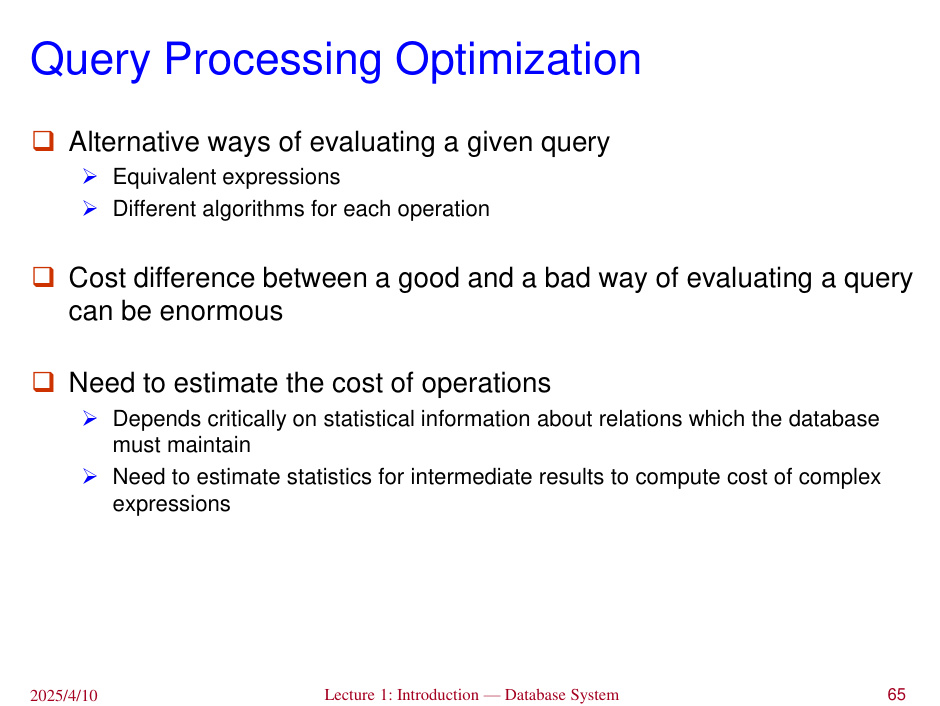 Query Processing Optimization
❑ Alternative ways of evaluating a given query
➢ Equivalent expressions
➢ Different algorithms for each operation
❑ Cost difference between a good and a bad way of evaluating a query
can be enormous
❑ Need to estimate the cost of operations
➢ Depends critically on statistical information about relations which the database
must maintain
➢ Need to estimate statistics for intermediate results to compute cost of complex
expressions
2025/4/10 Lecture 1: Introduction — Database System 65